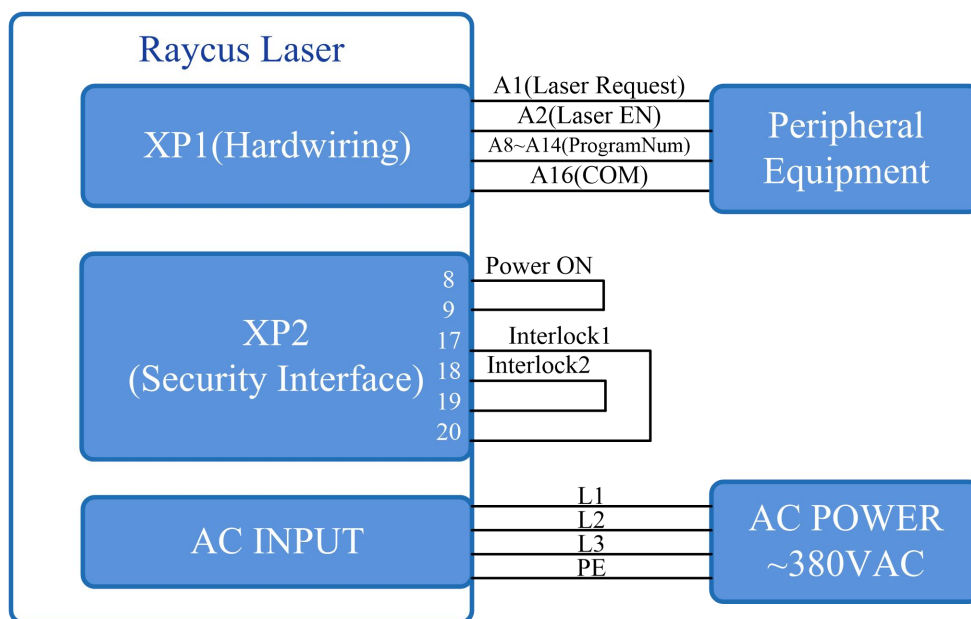 Raycus Laser
XP1(Hardwiring)
A1(Laser Request)
A2(Laser EN)
A8~A14(ProgramNum)
A16(COM)
Peripheral
Equipment
XP2
(Security Interface)
8
9
17
18
19
20
Power ON
Interlock1
Interlock2
AC INPUT
L1
L2
L3
PE
AC POWER
~380VAC